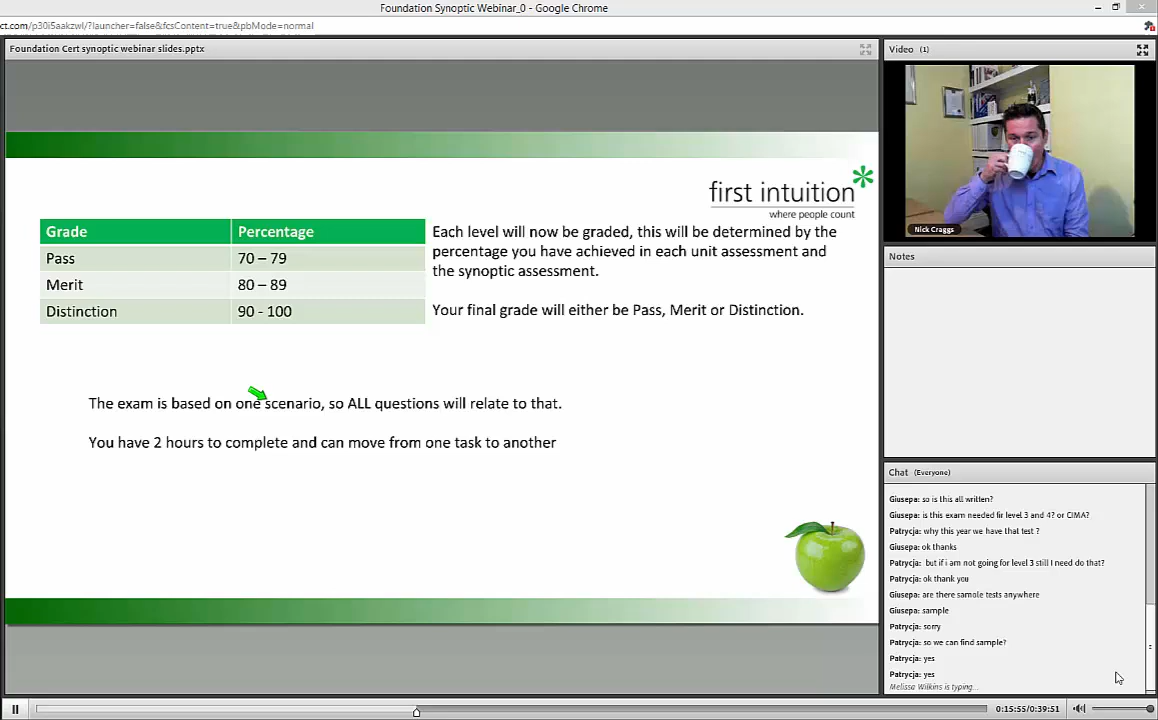 Foundation Synoptic Webinar_0 - Google Chrome
ct.com/p30i5aakzwl/?launcher=false&fcsContent=true&pbMode=normal
Foundation Cert synoptic webinar slides.pptx
first intuition
where people count
Grade Percentage
Pass 70 – 79
Merit 80 – 89
Distinction 90 - 100
Each level will now be graded, this will be determined by the
percentage you have achieved in each unit assessment and
the synoptic assessment.
Your final grade will either be Pass, Merit or Distinction.
The exam is based on one scenario, so ALL questions will relate to that.
You have 2 hours to complete and can move from one task to another
Video (1)
Nick Craggs
Notes
Chat (Everyone)
Giusepa: so is this all written?
Giusepa: is this exam needed fir level 3 and 4? or CIMA?
Patrycja: why this year we have that test ?
Giusepa: ok thanks
Patrycja: but if i am not going for level 3 still I need do that?
Patrycja: ok thank you
Giusepa: are there samole tests anywhere
Giusepa: sample
Patrycja: sorry
Patrycja: so we can find sample?
Patrycja: yes
Patrycja: yes
Melissa Wilkins is typing...
0:15:55/0:39:51